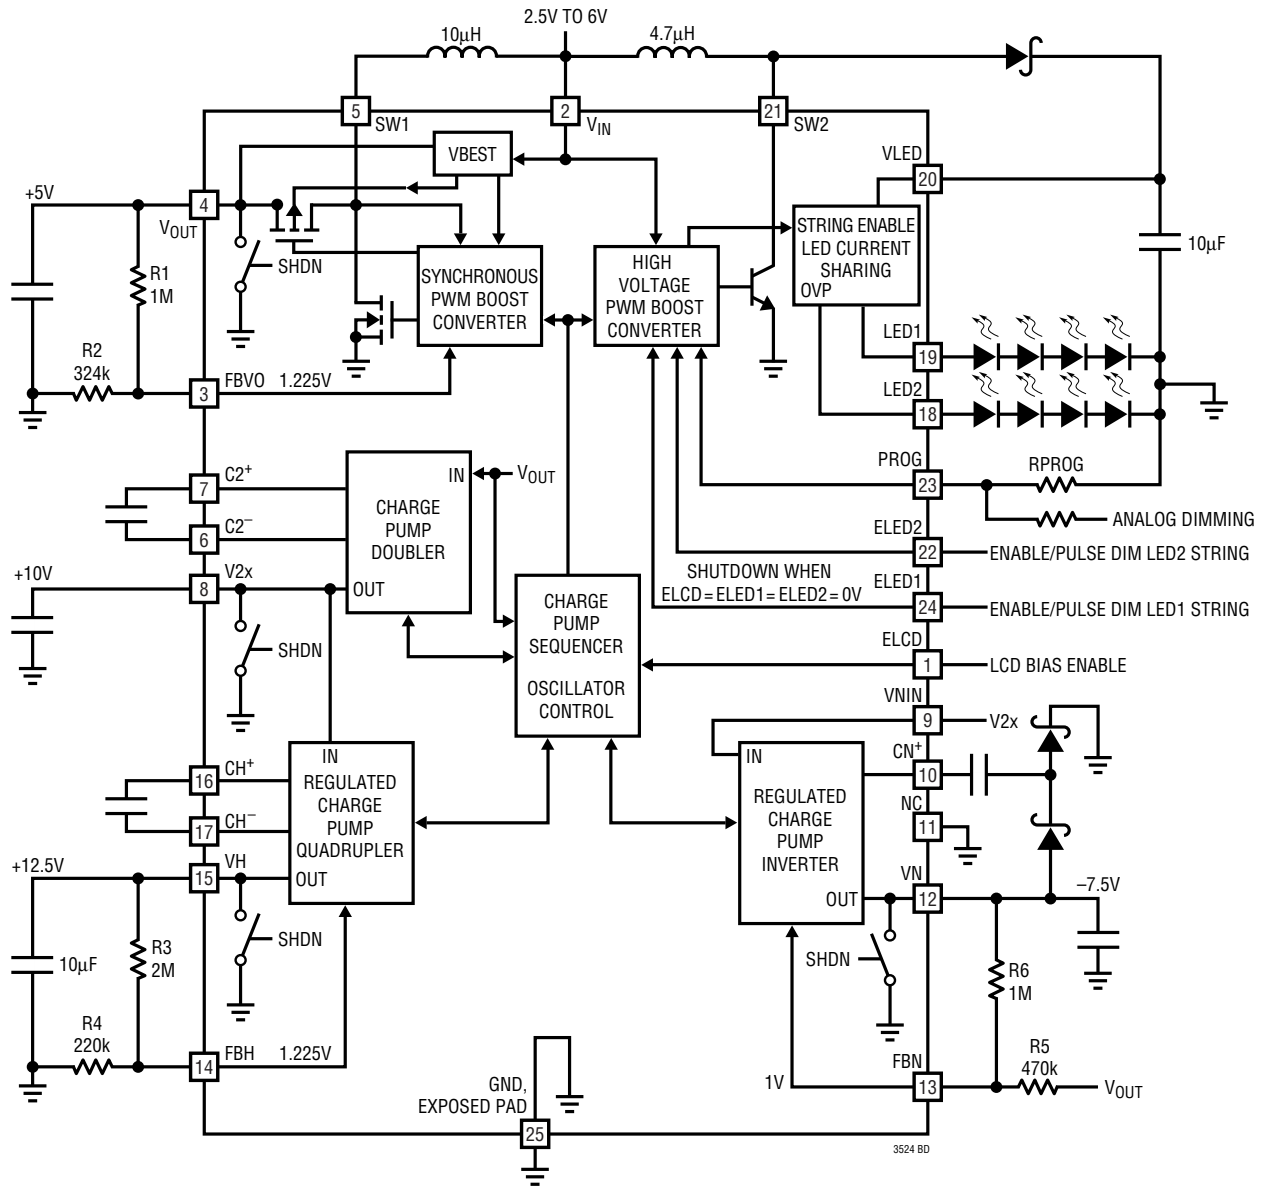 2.5V TO 6V
10µH
4.7µH
5
2
21
SW1
VIN
SW2
VBEST
VLED
20
+5V
4
VOUT
SHDN
R1
1M
SYNCHRONOUS
PWM BOOST
CONVERTER
HIGH
VOLTAGE
PWM BOOST
CONVERTER
STRING ENABLE
LED CURRENT
SHARING
OVP
10µF
LED1
19
R2
324k
3
FBVO
1.225V
LED2
18
PROG
23
RPROG
ANALOG DIMMING
C2+
7
C2–
6
IN
VOUT
CHARGE
PUMP
DOUBLER
OUT
ELED2
22
ENABLE/PULSE DIM LED2 STRING
+10V
V2x
8
SHUTDOWN WHEN
ELCD = ELED1 = ELED2 = 0V
ELED1
24
ENABLE/PULSE DIM LED1 STRING
SHDN
CHARGE
PUMP
SEQUENCER
OSCILLATOR
CONTROL
ELCD
1
LCD BIAS ENABLE
VNIN
9
V2x
IN
CH+
16
CH–
17
REGULATED
CHARGE
PUMP
QUADRUPLER
OUT
IN
CN+
10
REGULATED
CHARGE
PUMP
INVERTER
OUT
NC
11
+12.5V
VH
15
VN
12
–7.5V
SHDN
10µF
R3
2M
SHDN
R6
1M
R4
220k
14
FBH
1.225V
FBN
13
1V
R5
470k
VOUT
GND,
EXPOSED PAD
25
3524 BD